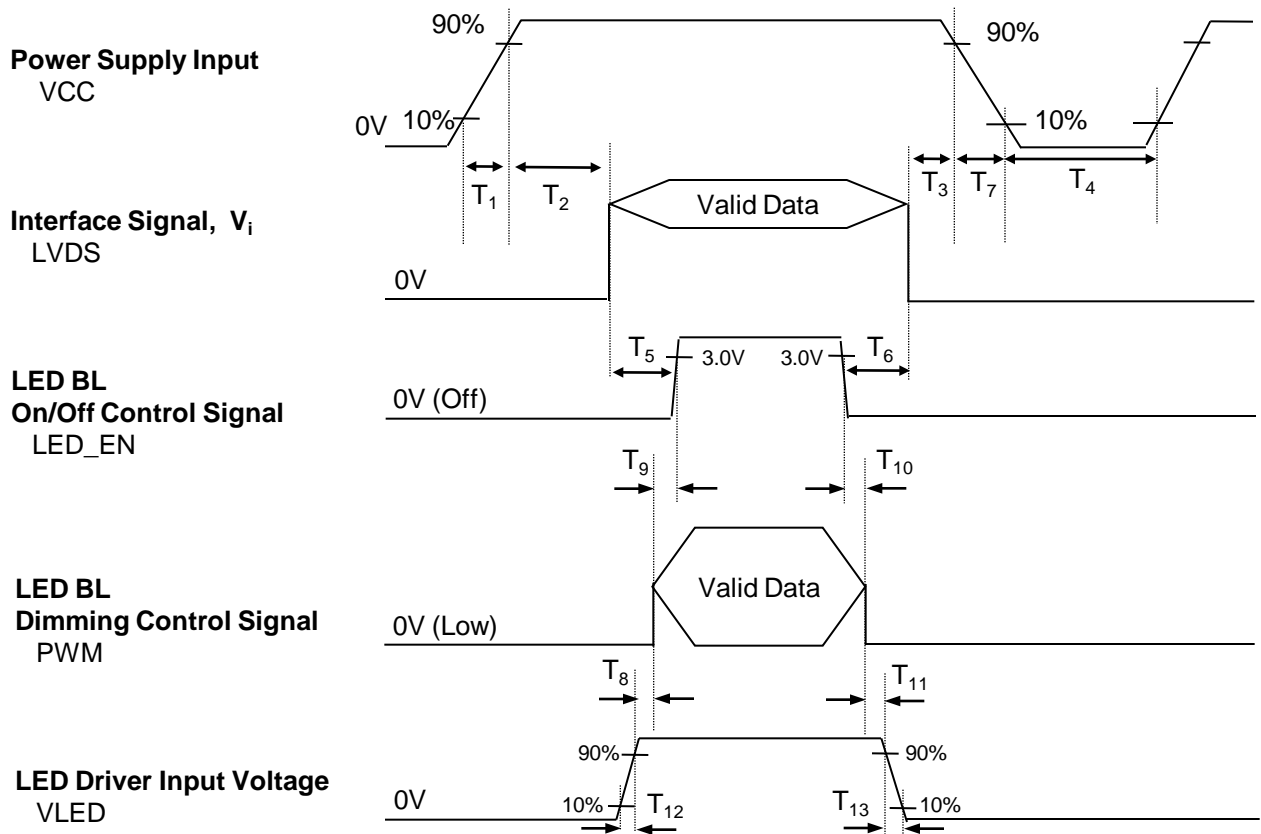 90%
90%
Power Supply Input
VCC
0V
10%
10%
T1
T2
T3
T7
T4
Valid Data
Interface Signal, Vi
LVDS
0V
T5
3.0V
3.0V
T6
LED BL
On/Off Control Signal
LED_EN
0V (Off)
T9
T10
LED BL
Dimming Control Signal
PWM
Valid Data
0V (Low)
T8
T11
90%
90%
LED Driver Input Voltage
VLED
0V
10%
T12
T13
10%